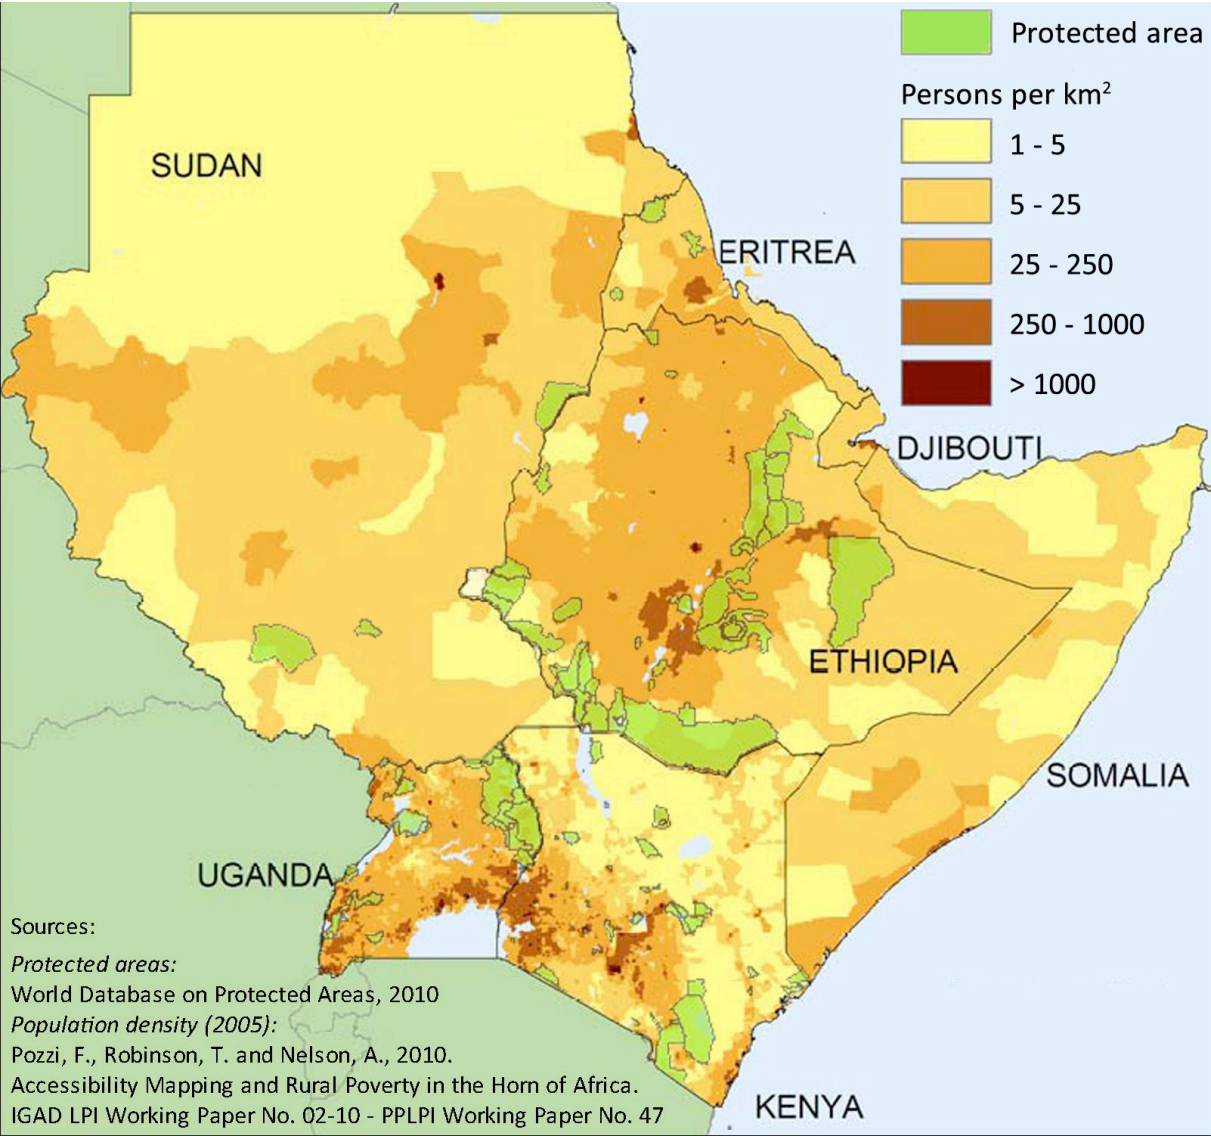 Protected area
Persons per km²
1 - 5
5 - 25
25 - 250
250 - 1000
> 1000
SUDAN
ERITREA
DJIBOUTI
ETHIOPIA
SOMALIA
UGANDA
KENYA
Sources:
Protected areas:
World Database on Protected Areas, 2010
Population density (2005):
Pozzi, F., Robinson, T. and Nelson, A., 2010.
Accessibility Mapping and Rural Poverty in the Horn of Africa.
IGAD LPI Working Paper No. 02-10 - PPLPI Working Paper No. 47